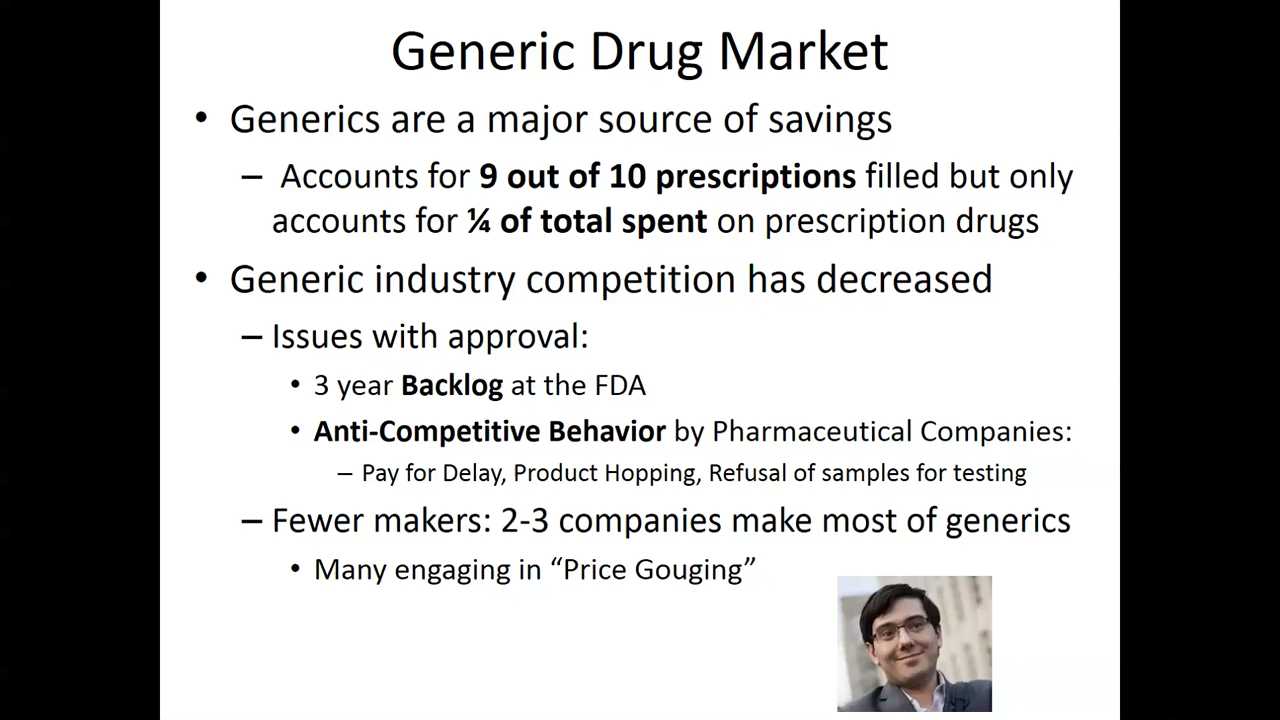 Generic Drug Market
• Generics are a major source of savings
– Accounts for 9 out of 10 prescriptions filled but only
accounts for ¼ of total spent on prescription drugs
• Generic industry competition has decreased
– Issues with approval:
• 3 year Backlog at the FDA
• Anti-Competitive Behavior by Pharmaceutical Companies:
– Pay for Delay, Product Hopping, Refusal of samples for testing
– Fewer makers: 2-3 companies make most of generics
• Many engaging in “Price Gouging”